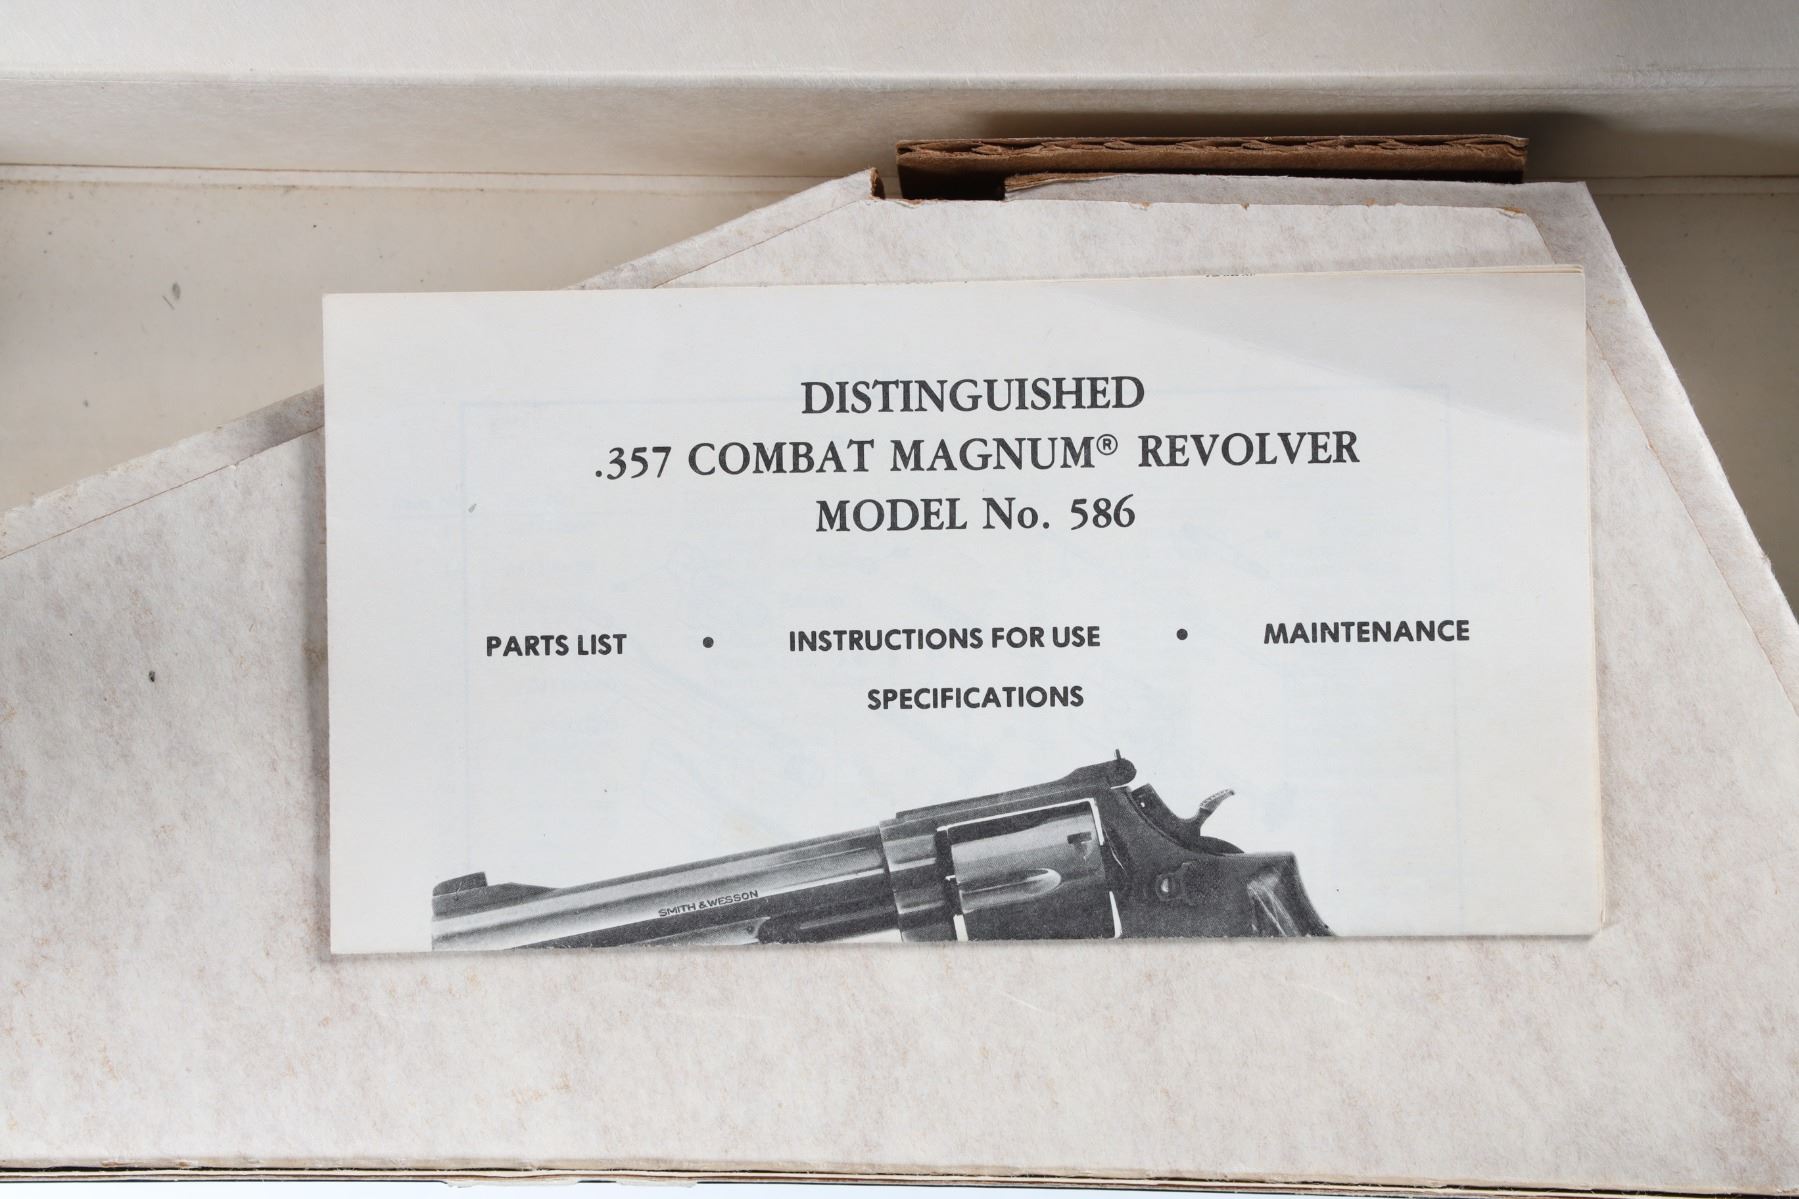 DISTINGUISHED
.357 COMBAT MAGNUM® REVOLVER
MODEL No. 586
PARTS LIST • INSTRUCTIONS FOR USE • MAINTENANCE
SPECIFICATIONS
SMITH & WESSON